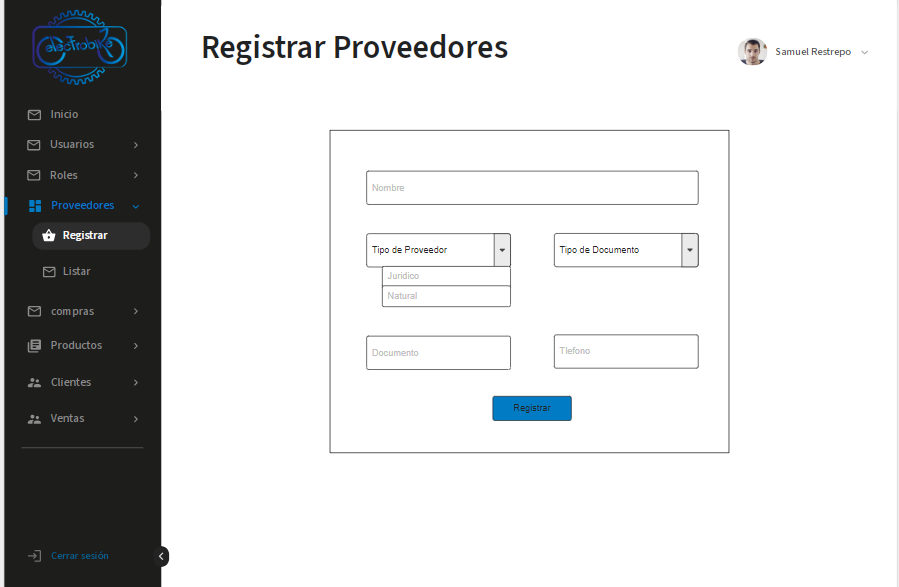 electrobike
Registrar Proveedores
Samuel Restrepo
Inicio
Usuarios
Roles
Proveedores
Registrar
Listar
compras
Productos
Clientes
Ventas
Cerrar sesión
Nombre
Tipo de Proveedor
Tipo de Documento
Juridico
Natural
Documento
Tlefono
Registrar